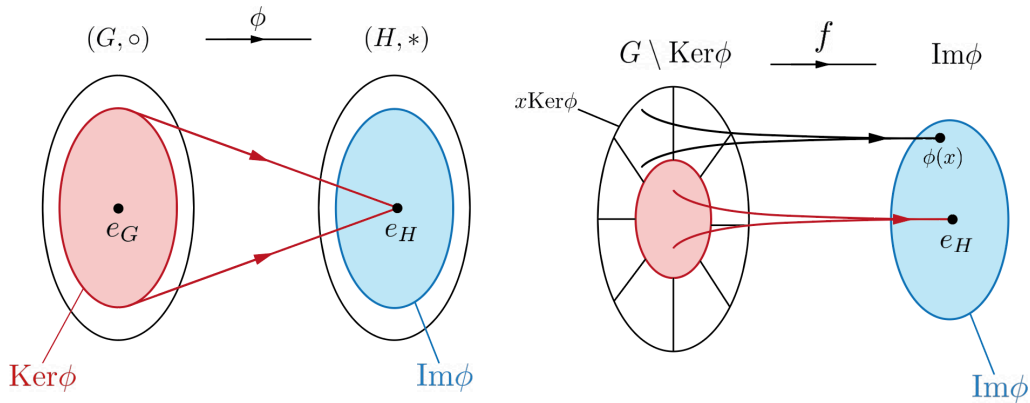 (G, ∘)
ϕ
(H, ∗)
e_G
e_H
Kerϕ
Imϕ
G \ Kerϕ
f
Imϕ
xKerϕ
ϕ(x)
e_H
Imϕ